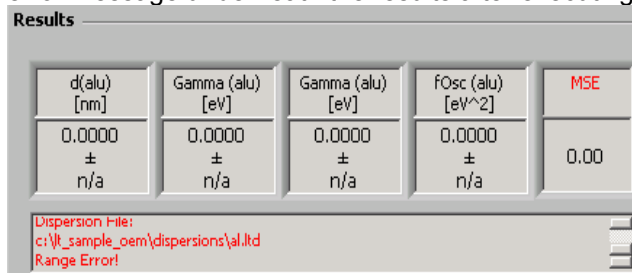 Results
d(alu) Gamma (alu) Gamma (alu) fOsc (alu) MSE
[nm] [eV] [eV] [eV^2]
0.0000 0.0000 0.0000 0.0000
± ± ± ± 0.00
n/a n/a n/a n/a
Dispersion File:
c:\lt_sample_oem\dispersions\al.ltd
Range Error!